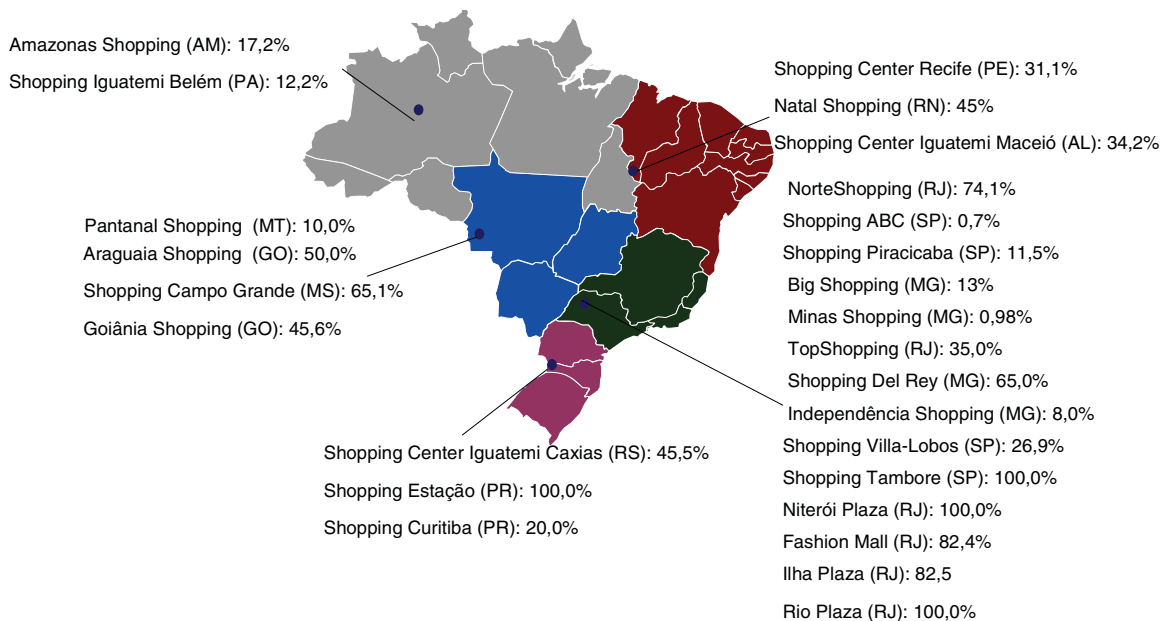 Amazonas Shopping (AM): 17,2%
Shopping Iguatemi Belém (PA): 12,2%
Shopping Center Recife (PE): 31,1%
Natal Shopping (RN): 45%
Shopping Center Iguatemi Maceió (AL): 34,2%
Pantanal Shopping (MT): 10,0%
Araguaia Shopping (GO): 50,0%
Shopping Campo Grande (MS): 65,1%
Goiânia Shopping (GO): 45,6%
NorteShopping (RJ): 74,1%
Shopping ABC (SP): 0,7%
Shopping Piracicaba (SP): 11,5%
Big Shopping (MG): 13%
Minas Shopping (MG): 0,98%
TopShopping (RJ): 35,0%
Shopping Del Rey (MG): 65,0%
Independência Shopping (MG): 8,0%
Shopping Villa-Lobos (SP): 26,9%
Shopping Tambore (SP): 100,0%
Niterói Plaza (RJ): 100,0%
Fashion Mall (RJ): 82,4%
Ilha Plaza (RJ): 82,5
Rio Plaza (RJ): 100,0%
Shopping Center Iguatemi Caxias (RS): 45,5%
Shopping Estação (PR): 100,0%
Shopping Curitiba (PR): 20,0%